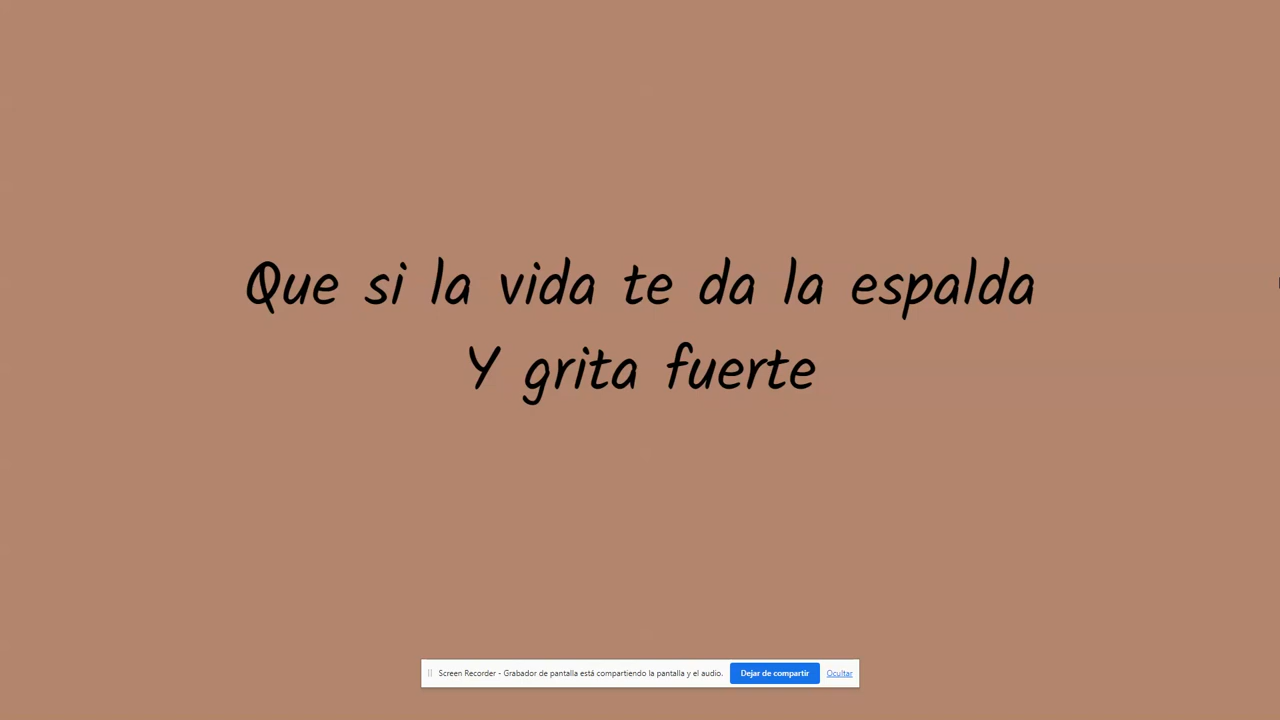 Que si la vida te da la espalda
Y grita fuerte
Screen Recorder - Grabador de pantalla está compartiendo la pantalla y el audio. Dejar de compartir Ocultar